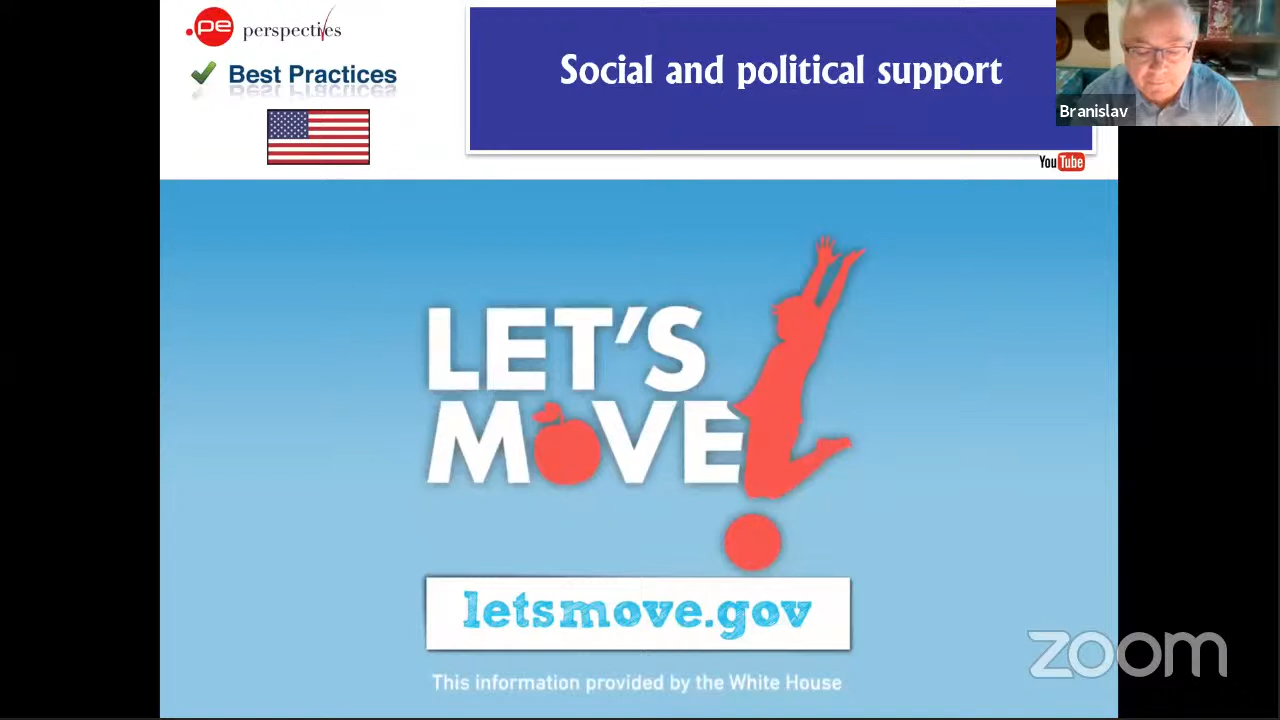 .pe perspectives
Best Practices
Social and political support
Branislav
YouTube
LET'S
MOVE!
letsmove.gov
This information provided by the White House
zoom